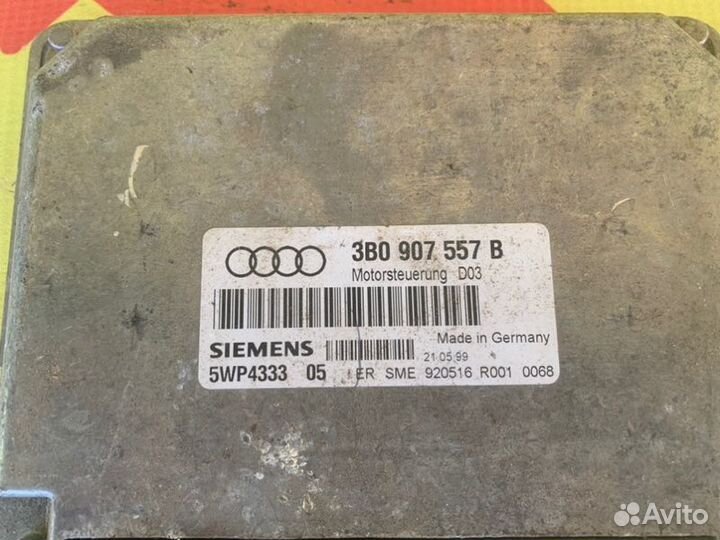 3B0 907 557 B
Motorsteuerung D03
Made in Germany
SIEMENS
21.05.99
5WP4333 05 ER SME 920516 R001 0068
Avito